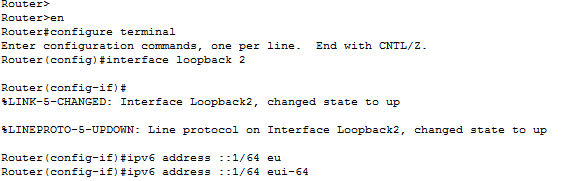 Router>
Router>en
Router#configure terminal
Enter configuration commands, one per line.  End with CNTL/Z.
Router(config)#interface loopback 2
Router(config-if)#
%LINK-5-CHANGED: Interface Loopback2, changed state to up
%LINEPROTO-5-UPDOWN: Line protocol on Interface Loopback2, changed state to up
Router(config-if)#ipv6 address ::1/64 eu
Router(config-if)#ipv6 address ::1/64 eui-64